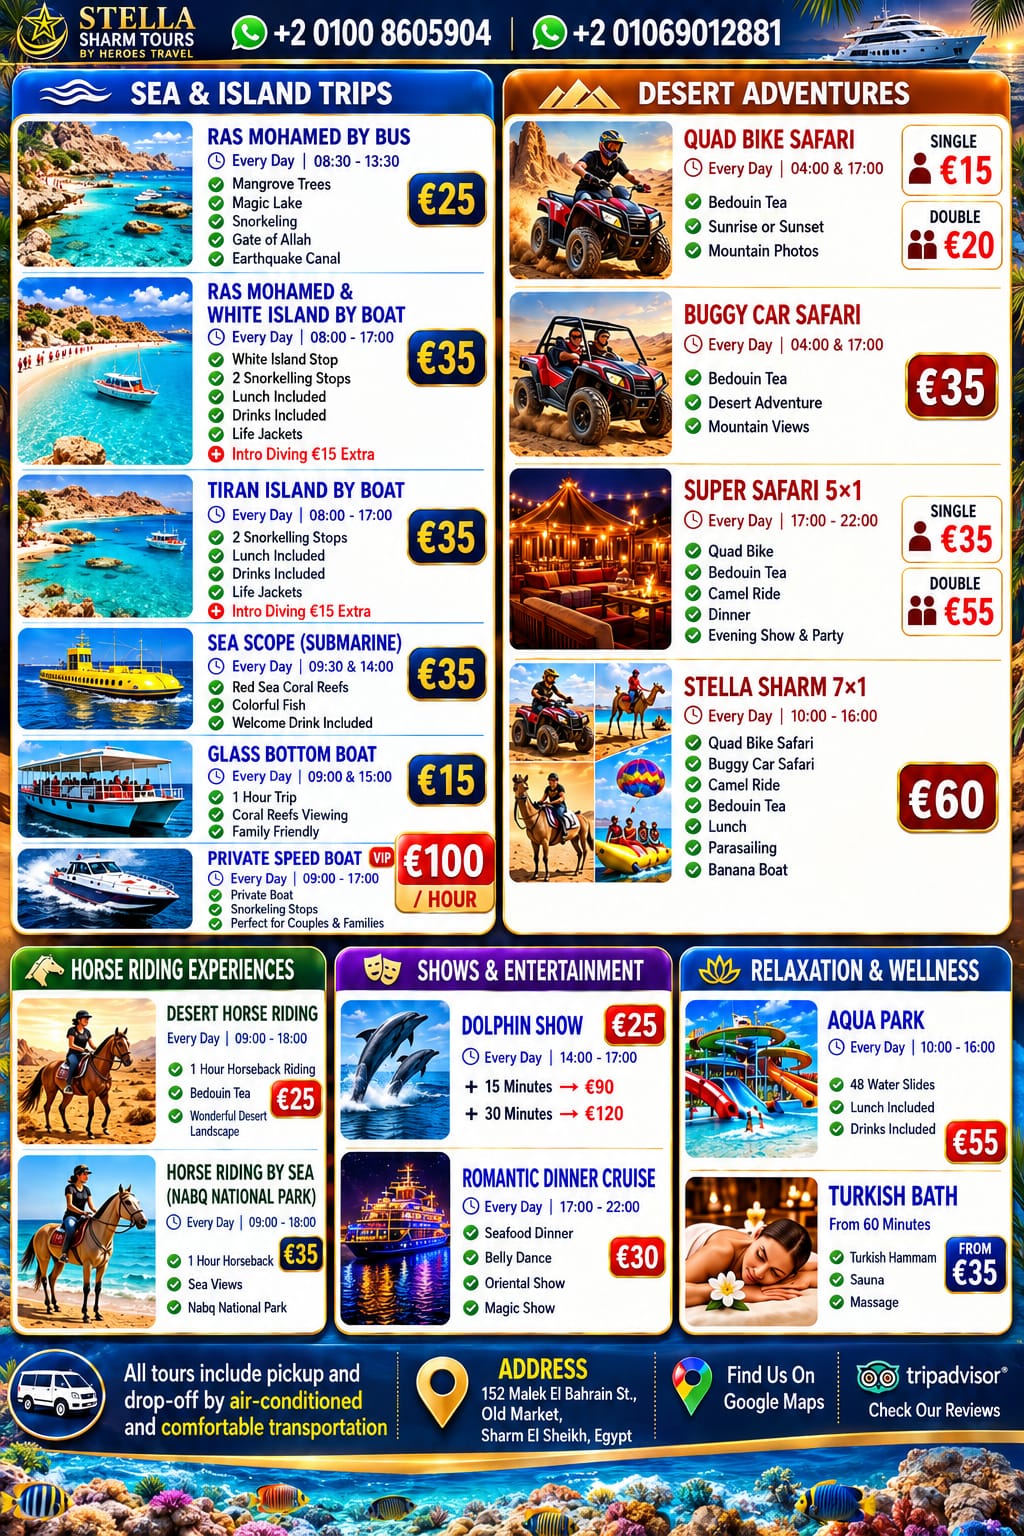 STELLA
SHARM TOURS
BY HEROES TRAVEL
+2 0100 8605904 | +2 01069012881
SEA & ISLAND TRIPS
RAS MOHAMED BY BUS
Every Day | 08:30 - 13:30
Mangrove Trees
Magic Lake
Snorkeling
Gate of Allah
Earthquake Canal
€25
RAS MOHAMED &
WHITE ISLAND BY BOAT
Every Day | 08:00 - 17:00
White Island Stop
2 Snorkelling Stops
Lunch Included
Drinks Included
Life Jackets
Intro Diving €15 Extra
€35
TIRAN ISLAND BY BOAT
Every Day | 08:00 - 17:00
2 Snorkelling Stops
Lunch Included
Drinks Included
Life Jackets
Intro Diving €15 Extra
€35
SEA SCOPE (SUBMARINE)
Every Day | 09:30 & 14:00
Red Sea Coral Reefs
Colorful Fish
Welcome Drink Included
€35
GLASS BOTTOM BOAT
Every Day | 09:00 & 15:00
1 Hour Trip
Coral Reefs Viewing
Family Friendly
€15
PRIVATE SPEED BOAT VIP
Every Day | 09:00 - 17:00
Private Boat
Snorkeling Stops
Perfect for Couples & Families
€100
/ HOUR
DESERT ADVENTURES
QUAD BIKE SAFARI
Every Day | 04:00 & 17:00
Bedouin Tea
Sunrise or Sunset
Mountain Photos
SINGLE
€15
DOUBLE
€20
BUGGY CAR SAFARI
Every Day | 04:00 & 17:00
Bedouin Tea
Desert Adventure
Mountain Views
€35
SUPER SAFARI 5×1
Every Day | 17:00 - 22:00
Quad Bike
Bedouin Tea
Camel Ride
Dinner
Evening Show & Party
SINGLE
€35
DOUBLE
€55
STELLA SHARM 7×1
Every Day | 10:00 - 16:00
Quad Bike Safari
Buggy Car Safari
Camel Ride
Bedouin Tea
Lunch
Parasailing
Banana Boat
€60
HORSE RIDING EXPERIENCES
DESERT HORSE RIDING
Every Day | 09:00 - 18:00
1 Hour Horseback Riding
Bedouin Tea
Wonderful Desert
Landscape
€25
HORSE RIDING BY SEA
(NABQ NATIONAL PARK)
Every Day | 09:00 - 18:00
1 Hour Horseback
Sea Views
Nabq National Park
€35
SHOWS & ENTERTAINMENT
DOLPHIN SHOW
€25
Every Day | 14:00 - 17:00
+ 15 Minutes → €90
+ 30 Minutes → €120
ROMANTIC DINNER CRUISE
Every Day | 17:00 - 22:00
Seafood Dinner
Belly Dance
Oriental Show
Magic Show
€30
RELAXATION & WELLNESS
AQUA PARK
Every Day | 10:00 - 16:00
48 Water Slides
Lunch Included
Drinks Included
€55
TURKISH BATH
From 60 Minutes
Turkish Hammam
Sauna
Massage
FROM
€35
All tours include pickup and
drop-off by air-conditioned
and comfortable transportation
ADDRESS
152 Malek El Bahrain St.,
Old Market,
Sharm El Sheikh, Egypt
Find Us On
Google Maps
tripadvisor®
Check Our Reviews